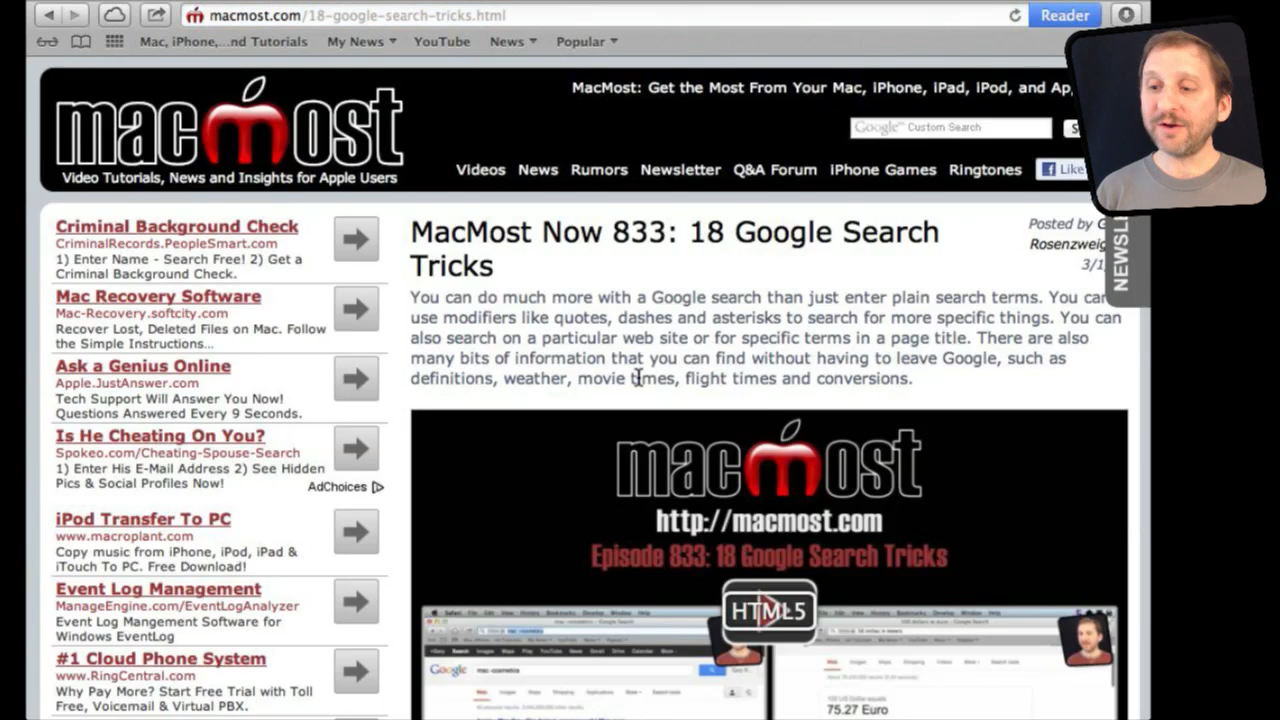 macmost.com/18-google-search-tricks.html
Reader
Mac, iPhone,...nd Tutorials
My News
YouTube
News
Popular
macmost
Video Tutorials, News and Insights for Apple Users
MacMost: Get the Most From Your Mac, iPhone, iPad, iPod, and
Google™ Custom Search
Videos
News
Rumors
Newsletter
Q&A Forum
iPhone Games
Ringtones
Like
Criminal Background Check
CriminalRecords.PeopleSmart.com
1) Enter Name - Search Free! 2) Get a
Criminal Background Check.
Mac Recovery Software
Mac-Recovery.softcity.com
Recover Lost, Deleted Files on Mac. Follow
the Simple Instructions...
Ask a Genius Online
Apple.JustAnswer.com
Tech Support Will Answer You Now!
Questions Answered Every 9 Seconds.
Is He Cheating On You?
Spokeo.com/Cheating-Spouse-Search
1) Enter His E-Mail Address 2) See Hidden
Pics & Social Profiles Now!
AdChoices
iPod Transfer To PC
www.macroplant.com
Copy music from iPhone, iPod, iPad &
iTouch To PC. Free Download!
Event Log Management
ManageEngine.com/EventLogAnalyzer
Event Log Mangement Software for
Windows EventLog
#1 Cloud Phone System
www.RingCentral.com
Why Pay More? Start Free Trial with Toll
Free, Voicemail & Virtual PBX.
MacMost Now 833: 18 Google Search
Tricks
Posted by
Rosenzweig
3/1
You can do much more with a Google search than just enter plain search terms. You can
use modifiers like quotes, dashes and asterisks to search for more specific things. You can
also search on a particular web site or for specific terms in a page title. There are also
many bits of information that you can find without having to leave Google, such as
definitions, weather, movie times, flight times and conversions.
macmost
http://macmost.com
Episode 833: 18 Google Search Tricks
HTML5
Google
mac -cosmetics
75.27 Euro